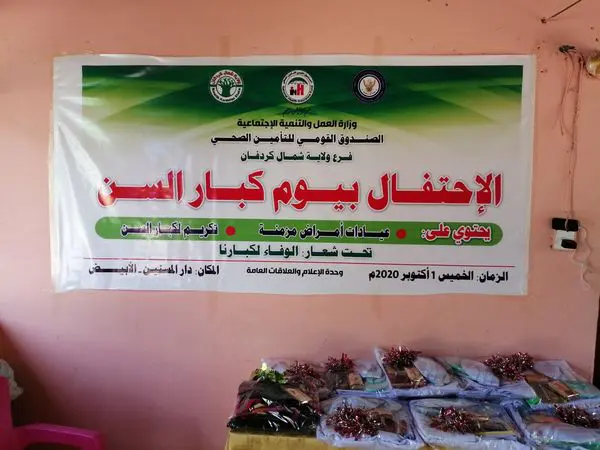 وزارة العمل والتنمية الإجتماعية
الصندوق القومي للتأمين الصحي
فرع ولاية شمال كردفان
الإحتفال بيوم كبار السن
يحتوي على: • عيادات أمراض مزمنة • تكريم لكبار السن
تحت شعار: الوفاء لكبارنا
الزمان: الخميس 1 أكتوبر 2020م وحدة الإعلام والعلاقات العامة المكان: دار المسنين - الأبيض